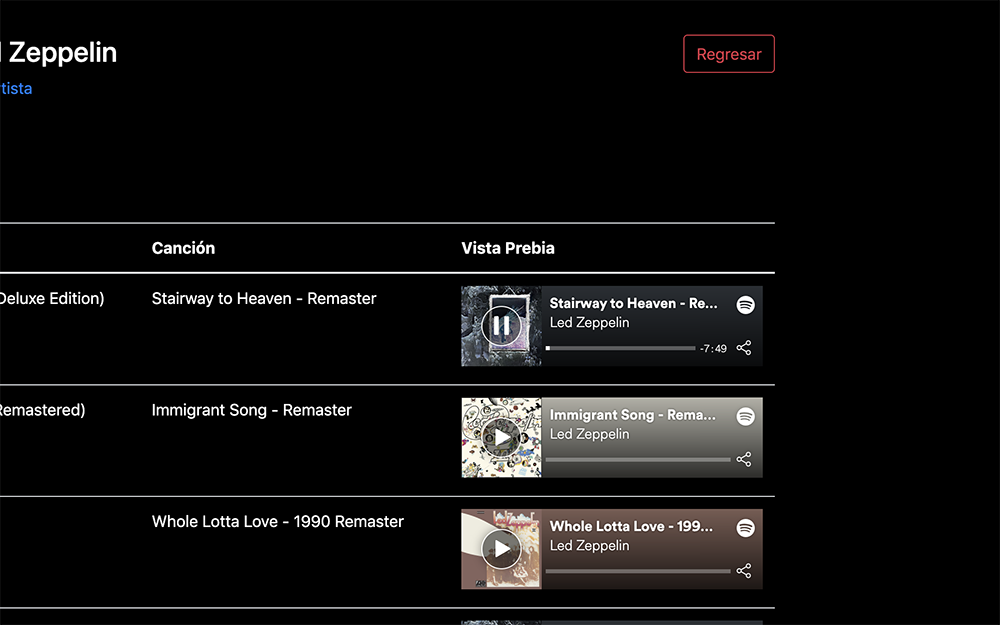 Zeppelin
Regresar
tista
Canción
Vista Prebia
Deluxe Edition)
Stairway to Heaven - Remaster
Stairway to Heaven - Re...
Led Zeppelin
-7:49
Remastered)
Immigrant Song - Remaster
Immigrant Song - Rema...
Led Zeppelin
Whole Lotta Love - 1990 Remaster
Whole Lotta Love - 199...
Led Zeppelin